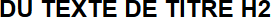 DU TEXTE DE TITRE H2